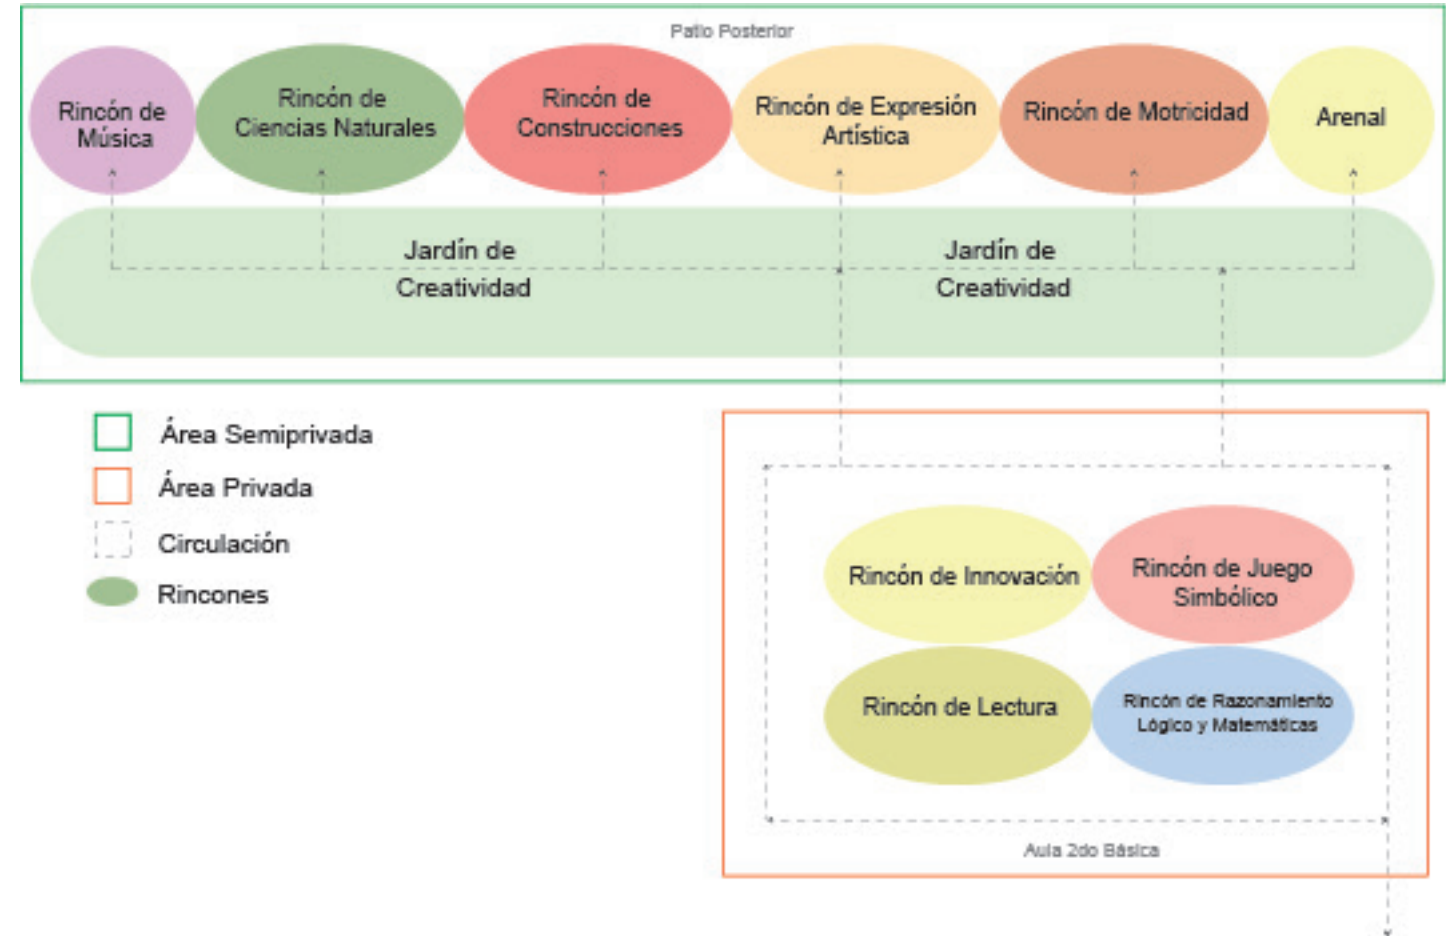 Patio Posterior
Rincón de
Música
Rincón de
Ciencias Naturales
Rincón de
Construcciones
Rincón de Expresión
Artística
Rincón de Motricidad
Arenal
Jardín de
Creatividad
Jardín de
Creatividad
Área Semiprivada
Área Privada
Circulación
Rincones
Rincón de Innovación
Rincón de Juego
Simbólico
Rincón de Lectura
Rincón de Razonamiento
Lógico y Matemáticas
Aula 2do Básica